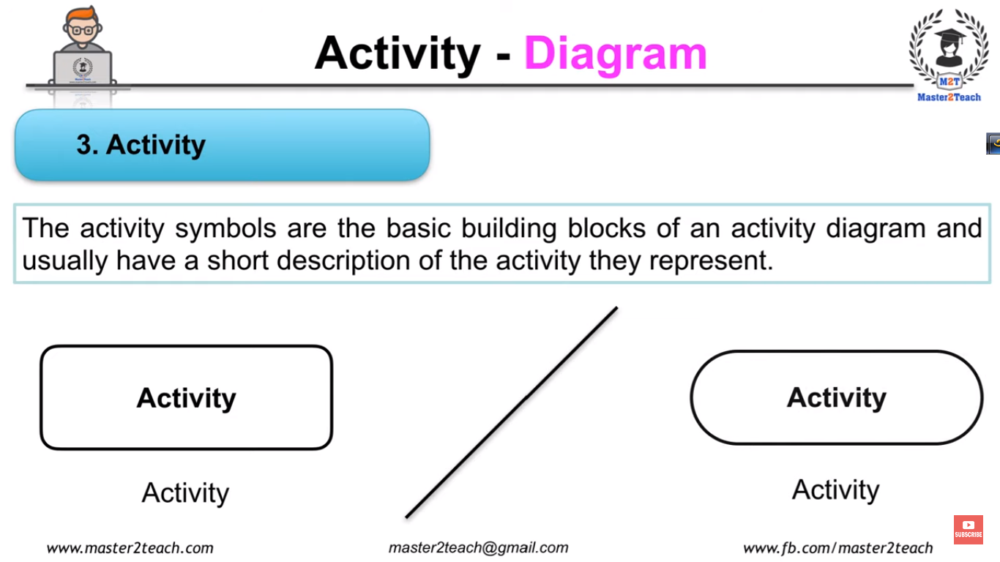 Activity - Diagram
M2T
Master2Teach
3. Activity
The activity symbols are the basic building blocks of an activity diagram and
usually have a short description of the activity they represent.
Activity
Activity
Activity
Activity
SUBSCRIBE
www.master2teach.com
master2teach@gmail.com
www.fb.com/master2teach